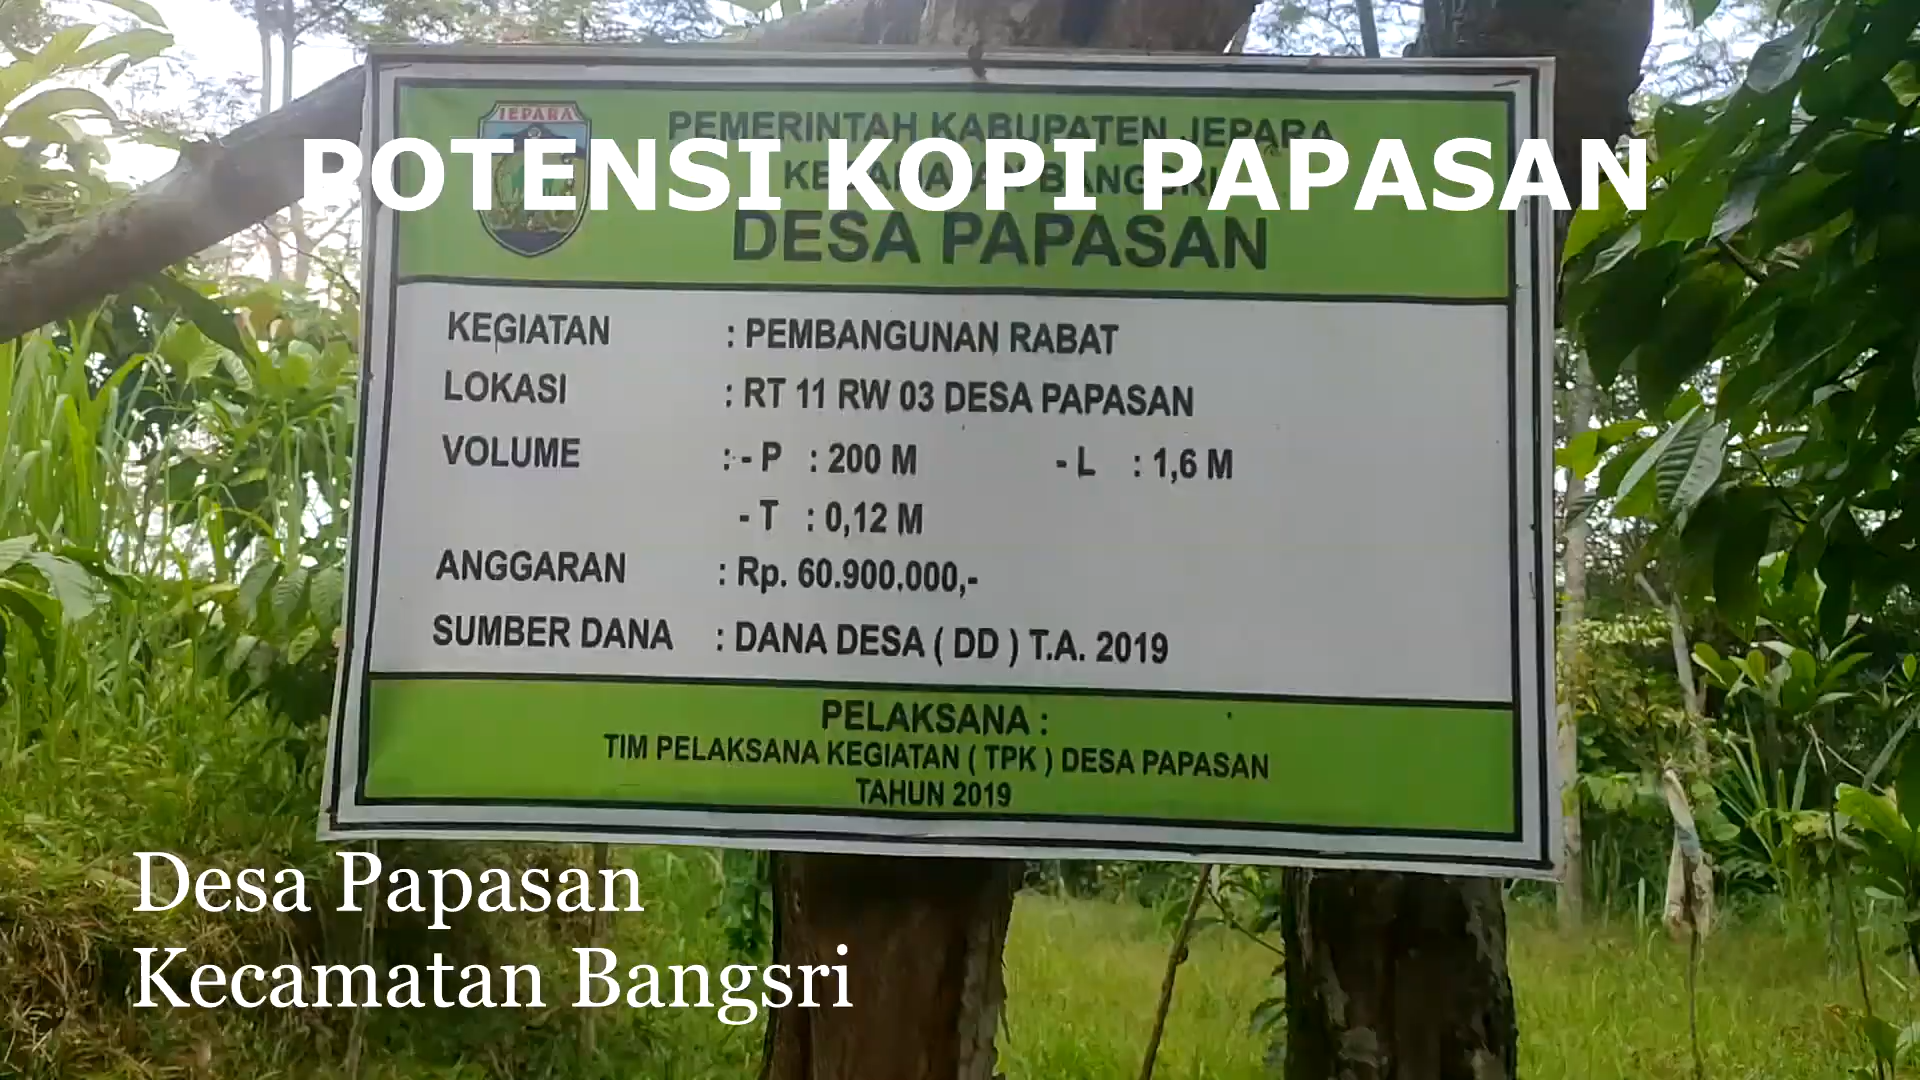 JEPARA
PEMERINTAH KABUPATEN JEPARA
POTENSI KOPI PAPASAN
KECAMATAN BANGSRI
DESA PAPASAN
KEGIATAN : PEMBANGUNAN RABAT
LOKASI : RT 11 RW 03 DESA PAPASAN
VOLUME : - P : 200 M - L : 1,6 M
- T : 0,12 M
ANGGARAN : Rp. 60.900.000,-
SUMBER DANA : DANA DESA ( DD ) T.A. 2019
PELAKSANA :
TIM PELAKSANA KEGIATAN ( TPK ) DESA PAPASAN
TAHUN 2019
Desa Papasan
Kecamatan Bangsri